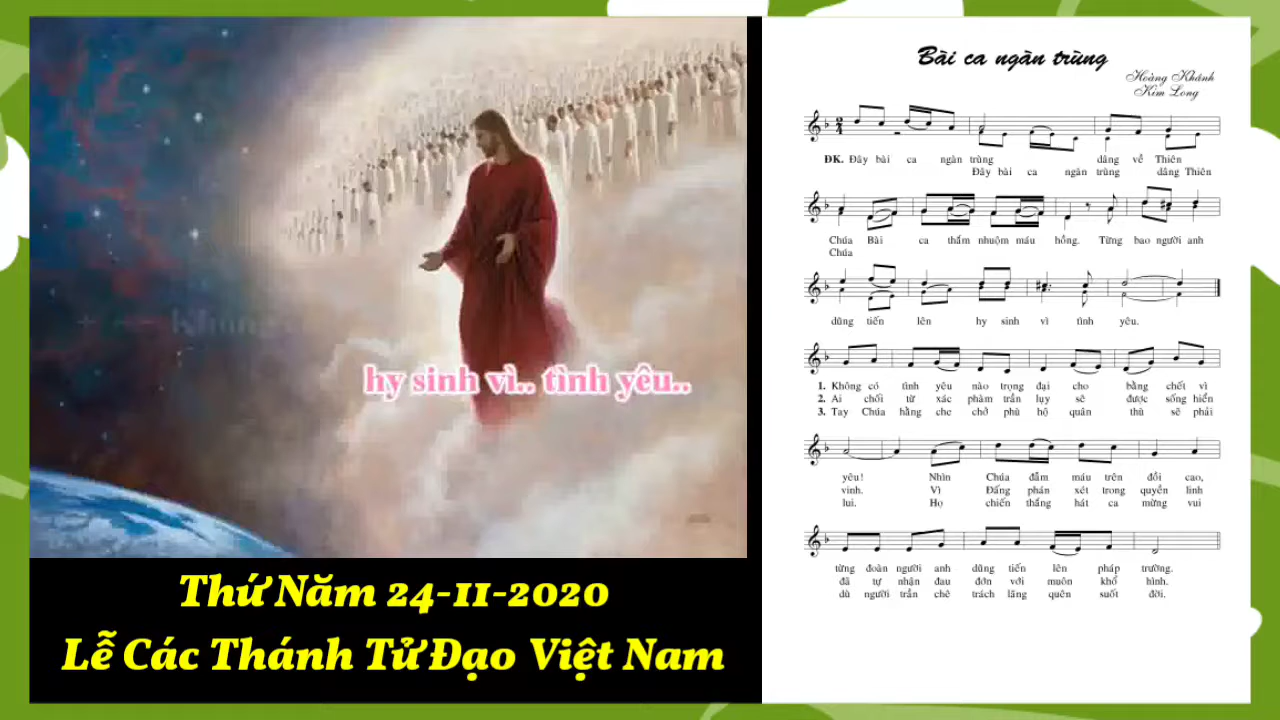 hy sinh vì.. tình yêu..
Thứ Năm 24-11-2020
Lễ Các Thánh Tử Đạo Việt Nam
Bài ca ngàn trùng
Hoàng Khánh
Kim Long
ĐK. Đây bài ca ngàn trùng dâng về Thiên
Đây bài ca ngàn trùng dâng Thiên
Chúa Bài ca thắm nhuộm máu hồng. Từng bao người anh
Chúa
dũng tiến lên hy sinh vì tình yêu.
1. Không có tình yêu nào trọng đại cho bằng chết vì
2. Ai chối từ xác phàm trần lụy sẽ được sống hiển
3. Tay Chúa hằng che chở phù hộ quân thù sẽ phải
yêu! Nhìn Chúa đẫm máu trên đồi cao,
vinh. Vì Đấng phán xét trong quyền linh
lui. Họ chiến thắng hát ca mừng vui
từng đoàn người anh dũng tiến lên pháp trường.
đã tự nhận đau đớn với muôn khổ hình.
dù người trần chê trách lãng quên suốt đời.